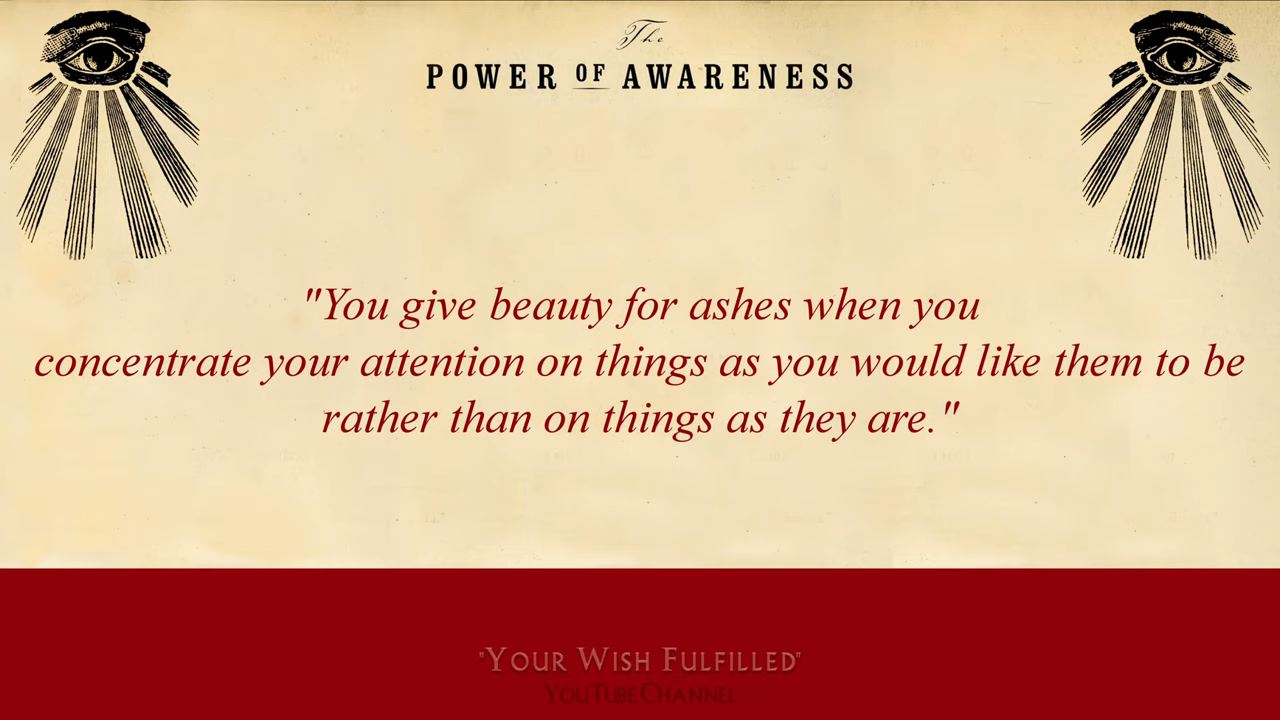 The
POWER OF AWARENESS
"You give beauty for ashes when you
concentrate your attention on things as you would like them to be
rather than on things as they are."
"Your Wish Fulfilled"
YouTube Channel